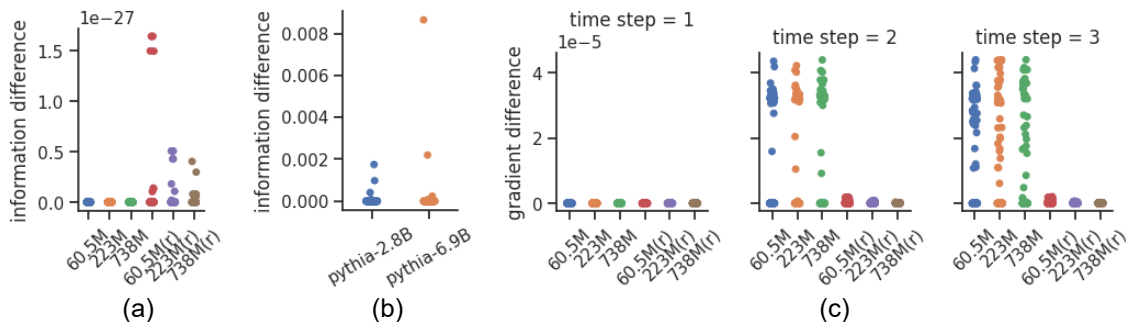 1e−27
information difference
1.5
1.0
0.5
0.0
60.5M
223M
738M
60.5M(r)
223M(r)
738M(r)
(a)
information difference
0.008
0.006
0.004
0.002
0.000
pythia-2.8B
pythia-6.9B
(b)
time step = 1
1e−5
gradient difference
4
2
0
60.5M
223M
738M
60.5M(r)
223M(r)
738M(r)
time step = 2
60.5M
223M
738M
60.5M(r)
223M(r)
738M(r)
time step = 3
60.5M
223M
738M
60.5M(r)
223M(r)
738M(r)
(c)